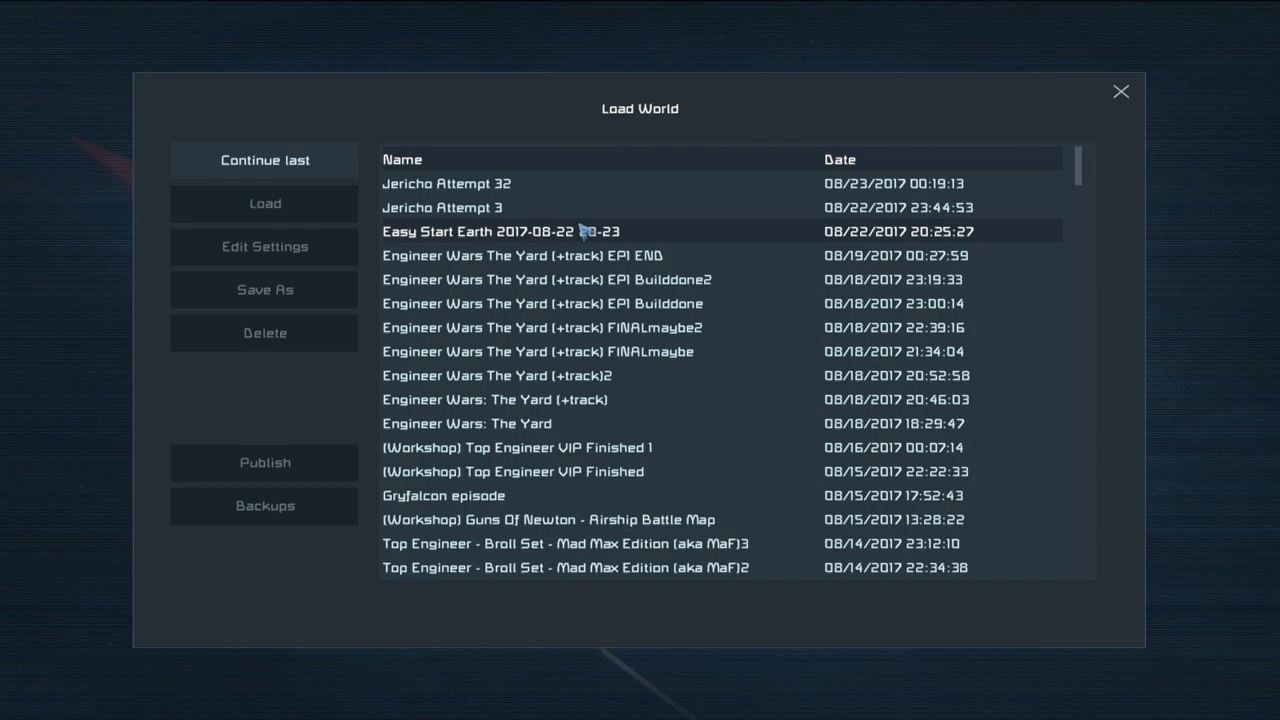 Load World
Continue last
Load
Edit Settings
Save As
Delete
Publish
Backups
Name Date
Jericho Attempt 32 08/23/2017 00:19:13
Jericho Attempt 3 08/22/2017 23:44:53
Easy Start Earth 2017-08-22 20-23 08/22/2017 20:25:27
Engineer Wars The Yard (+track) EP1 END 08/19/2017 00:27:59
Engineer Wars The Yard (+track) EP1 Builddone2 08/18/2017 23:19:33
Engineer Wars The Yard (+track) EP1 Builddone 08/18/2017 23:00:14
Engineer Wars The Yard (+track) FINALmaybe2 08/18/2017 22:39:16
Engineer Wars The Yard (+track) FINALmaybe 08/18/2017 21:34:04
Engineer Wars The Yard (+track)2 08/18/2017 20:52:58
Engineer Wars: The Yard (+track) 08/18/2017 20:46:03
Engineer Wars: The Yard 08/18/2017 18:29:47
(Workshop) Top Engineer VIP Finished 1 08/16/2017 00:07:14
(Workshop) Top Engineer VIP Finished 08/15/2017 22:22:33
Gryfalcon episode 08/15/2017 17:52:43
(Workshop) Guns Of Newton - Airship Battle Map 08/15/2017 13:28:22
Top Engineer - Broll Set - Mad Max Edition (aka MaF)3 08/14/2017 23:12:10
Top Engineer - Broll Set - Mad Max Edition (aka MaF)2 08/14/2017 22:34:38